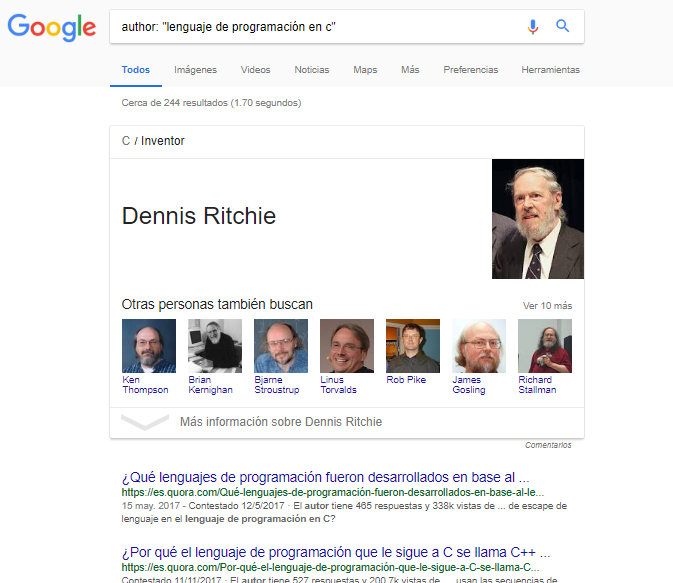 Google
author: "lenguaje de programación en c"
Todos Imágenes Videos Noticias Maps Más Preferencias Herramientas
Cerca de 244 resultados (1.70 segundos)
C / Inventor
Dennis Ritchie
Otras personas también buscan Ver 10 más
Ken Thompson Brian Kernighan Bjarne Stroustrup Linus Torvalds Rob Pike James Gosling Richard Stallman
Más información sobre Dennis Ritchie
Comentarios
¿Qué lenguajes de programación fueron desarrollados en base al ...
https://es.quora.com/Qué-lenguajes-de-programación-fueron-desarrollados-en-base-al-le...
15 may. 2017 - Contestado 12/5/2017 · El autor tiene 465 respuestas y 338k vistas de ... de escape de
lenguaje en el lenguaje de programación en C?
¿Por qué el lenguaje de programación que le sigue a C se llama C++ ...
https://es.quora.com/Por-qué-el-lenguaje-de-programación-que-le-sigue-a-C-se-llama-C...
Contestado 11/11/2017 · El autor tiene 527 respuestas y 200.7k vistas de ... usan las secuencias de